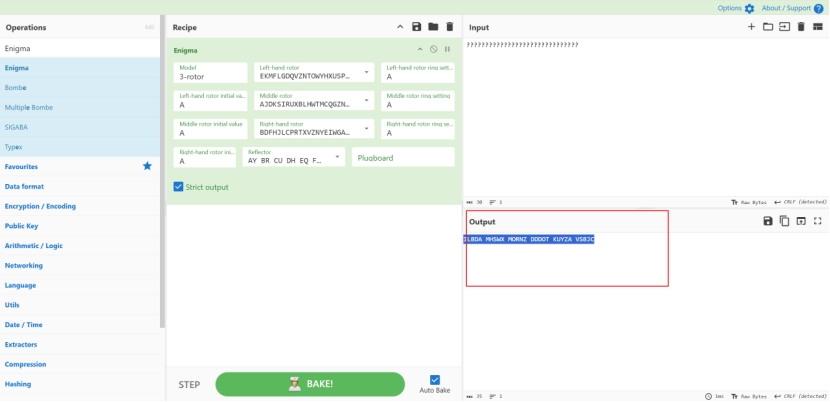 Options
About / Support
Operations
440
Recipe
Input
Enigma
Enigma
Bombe
Multiple Bombe
SIGABA
Typex
Favourites
Data format
Encryption / Encoding
Public Key
Arithmetic / Logic
Networking
Language
Utils
Date / Time
Extractors
Compression
Hashing
Enigma
Model
3-rotor
Left-hand rotor
EKMFLGDQVZNTOWYHXUSP...
Left-hand rotor ring sett...
A
Left-hand rotor initial va...
A
Middle rotor
AJDKSIRUXBLHWTMCQGZN...
Middle rotor ring setting
A
Middle rotor initial value
A
Right-hand rotor
BDFHJLCPRTXVZNYEIWGA...
Right-hand rotor ring se...
A
Right-hand rotor ini...
A
Reflector
AY BR CU DH EQ F...
Plugboard
Strict output
STEP
BAKE!
Auto Bake
??????????????????????????????
30
1
Raw Bytes
CRLF (detected)
Output
ILBDA MHSWX MORNZ DDDOT KUYZA VSBJC
35
1
1ms
Raw Bytes
CRLF (detected)